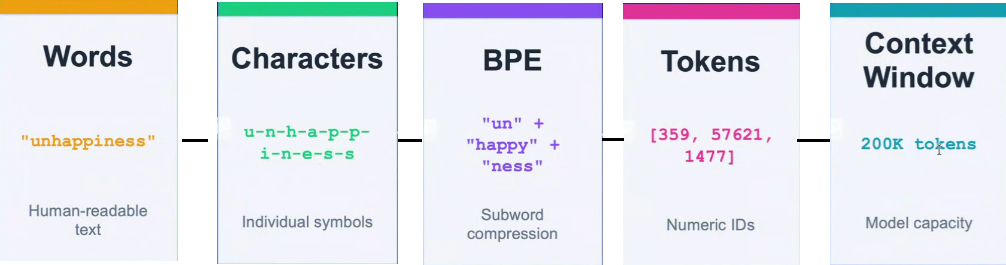 Words
"unhappiness"
Human-readable
text
Characters
u-n-h-a-p-p-
i-n-e-s-s
Individual symbols
BPE
"un" +
"happy" +
"ness"
Subword
compression
Tokens
[359, 57621,
1477]
Numeric IDs
Context
Window
200K tokens
Model capacity